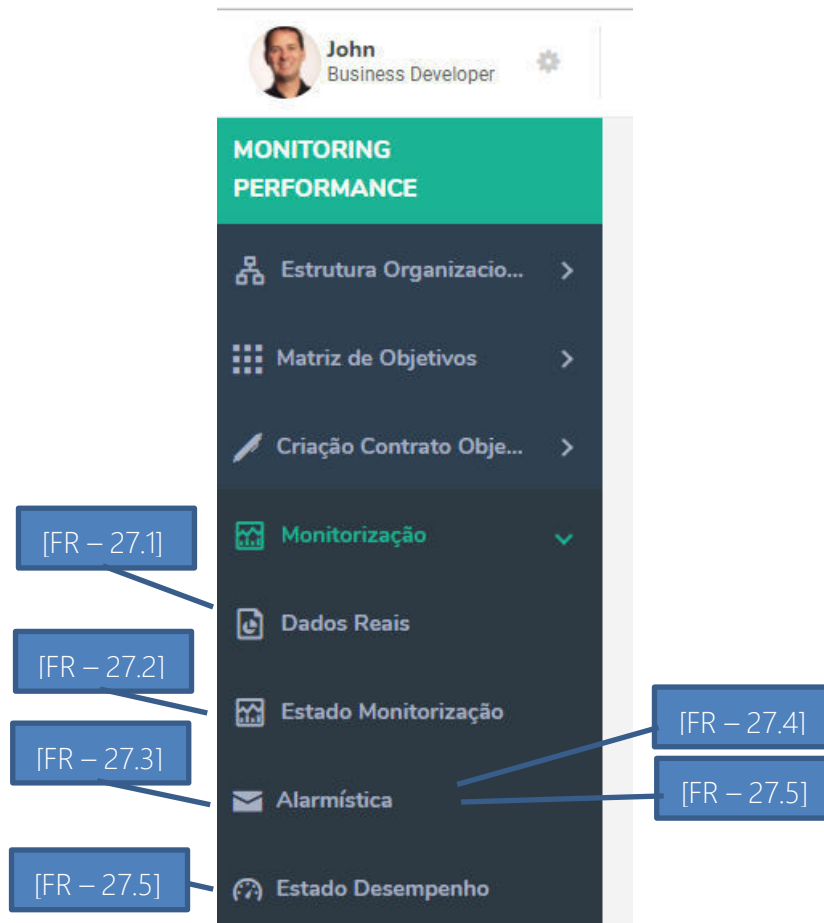 John
Business Developer
MONITORING
PERFORMANCE
Estrutura Organizacio...
Matriz de Objetivos
Criação Contrato Obje...
[FR – 27.1]
Monitorização
Dados Reais
[FR – 27.2]
Estado Monitorização
[FR – 27.4]
[FR – 27.3]
Alarmística
[FR – 27.5]
[FR – 27.5]
Estado Desempenho